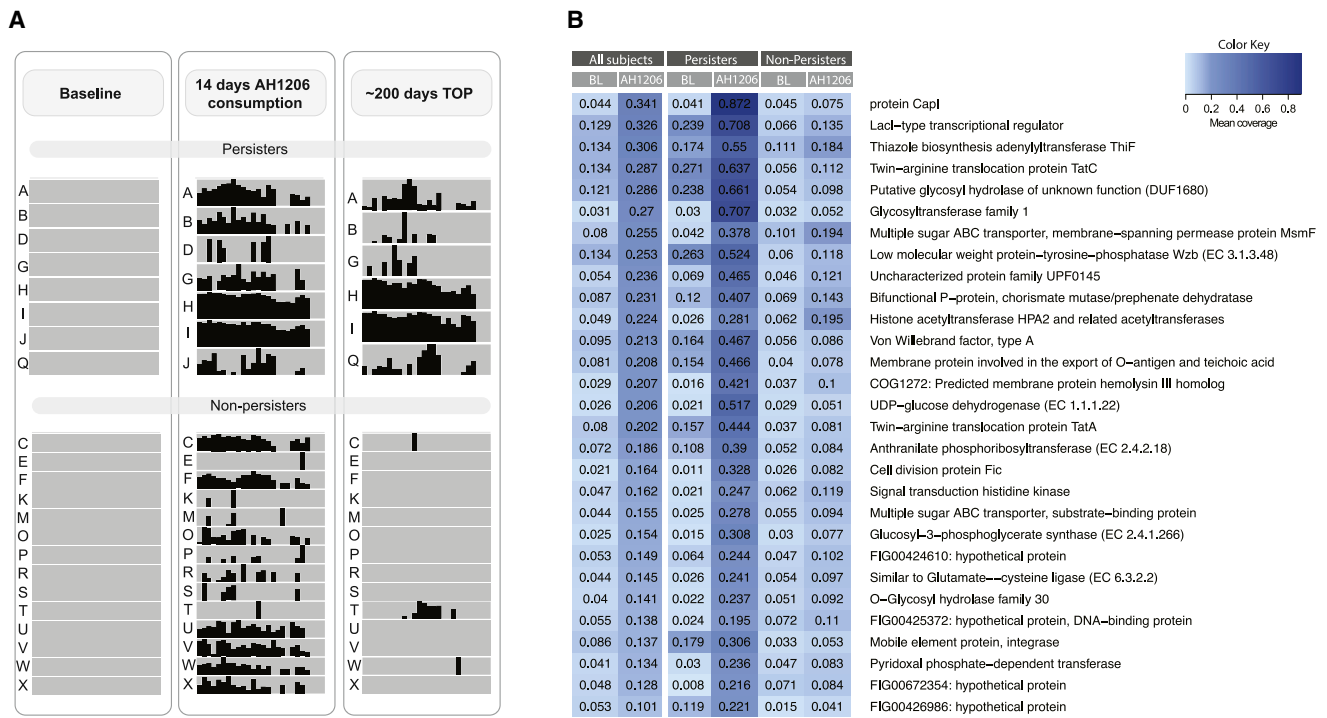 A
Baseline
14 days AH1206
consumption
~200 days TOP
Persisters
A
B
D
G
H
I
J
Q
A
B
D
G
H
I
J
A
B
G
H
I
Q
Non-persisters
C
E
F
K
M
O
P
R
S
T
U
V
W
X
C
E
F
K
M
O
P
R
S
T
U
V
W
X
C
E
F
K
M
O
P
R
S
T
U
V
W
X
B
Color Key
0 0.2 0.4 0.6 0.8
Mean coverage
All subjects Persisters Non-Persisters
BL AH1206 BL AH1206 BL AH1206
0.044 0.341 0.041 0.872 0.045 0.075 protein CapI
0.129 0.326 0.239 0.708 0.066 0.135 LacI−type transcriptional regulator
0.134 0.306 0.174 0.55 0.111 0.184 Thiazole biosynthesis adenylyltransferase ThiF
0.134 0.287 0.271 0.637 0.056 0.112 Twin−arginine translocation protein TatC
0.121 0.286 0.238 0.661 0.054 0.098 Putative glycosyl hydrolase of unknown function (DUF1680)
0.031 0.27 0.03 0.707 0.032 0.052 Glycosyltransferase family 1
0.08 0.255 0.042 0.378 0.101 0.194 Multiple sugar ABC transporter, membrane−spanning permease protein MsmF
0.134 0.253 0.263 0.524 0.06 0.118 Low molecular weight protein−tyrosine−phosphatase Wzb (EC 3.1.3.48)
0.054 0.236 0.069 0.465 0.046 0.121 Uncharacterized protein family UPF0145
0.087 0.231 0.12 0.407 0.069 0.143 Bifunctional P−protein, chorismate mutase/prephenate dehydratase
0.049 0.224 0.026 0.281 0.062 0.195 Histone acetyltransferase HPA2 and related acetyltransferases
0.095 0.213 0.164 0.467 0.056 0.086 Von Willebrand factor, type A
0.081 0.208 0.154 0.466 0.04 0.078 Membrane protein involved in the export of O−antigen and teichoic acid
0.029 0.207 0.016 0.421 0.037 0.1 COG1272: Predicted membrane protein hemolysin III homolog
0.026 0.206 0.021 0.517 0.029 0.051 UDP−glucose dehydrogenase (EC 1.1.1.22)
0.08 0.202 0.157 0.444 0.037 0.081 Twin−arginine translocation protein TatA
0.072 0.186 0.108 0.39 0.052 0.084 Anthranilate phosphoribosyltransferase (EC 2.4.2.18)
0.021 0.164 0.011 0.328 0.026 0.082 Cell division protein Fic
0.047 0.162 0.021 0.247 0.062 0.119 Signal transduction histidine kinase
0.044 0.155 0.025 0.278 0.055 0.094 Multiple sugar ABC transporter, substrate−binding protein
0.025 0.154 0.015 0.308 0.03 0.077 Glucosyl−3−phosphoglycerate synthase (EC 2.4.1.266)
0.053 0.149 0.064 0.244 0.047 0.102 FIG00424610: hypothetical protein
0.044 0.145 0.026 0.241 0.054 0.097 Similar to Glutamate−−cysteine ligase (EC 6.3.2.2)
0.04 0.141 0.022 0.237 0.051 0.092 O−Glycosyl hydrolase family 30
0.055 0.138 0.024 0.195 0.072 0.11 FIG00425372: hypothetical protein, DNA−binding protein
0.086 0.137 0.179 0.306 0.033 0.053 Mobile element protein, integrase
0.041 0.134 0.03 0.236 0.047 0.083 Pyridoxal phosphate−dependent transferase
0.048 0.128 0.008 0.216 0.071 0.084 FIG00672354: hypothetical protein
0.053 0.101 0.119 0.221 0.015 0.041 FIG00426986: hypothetical protein